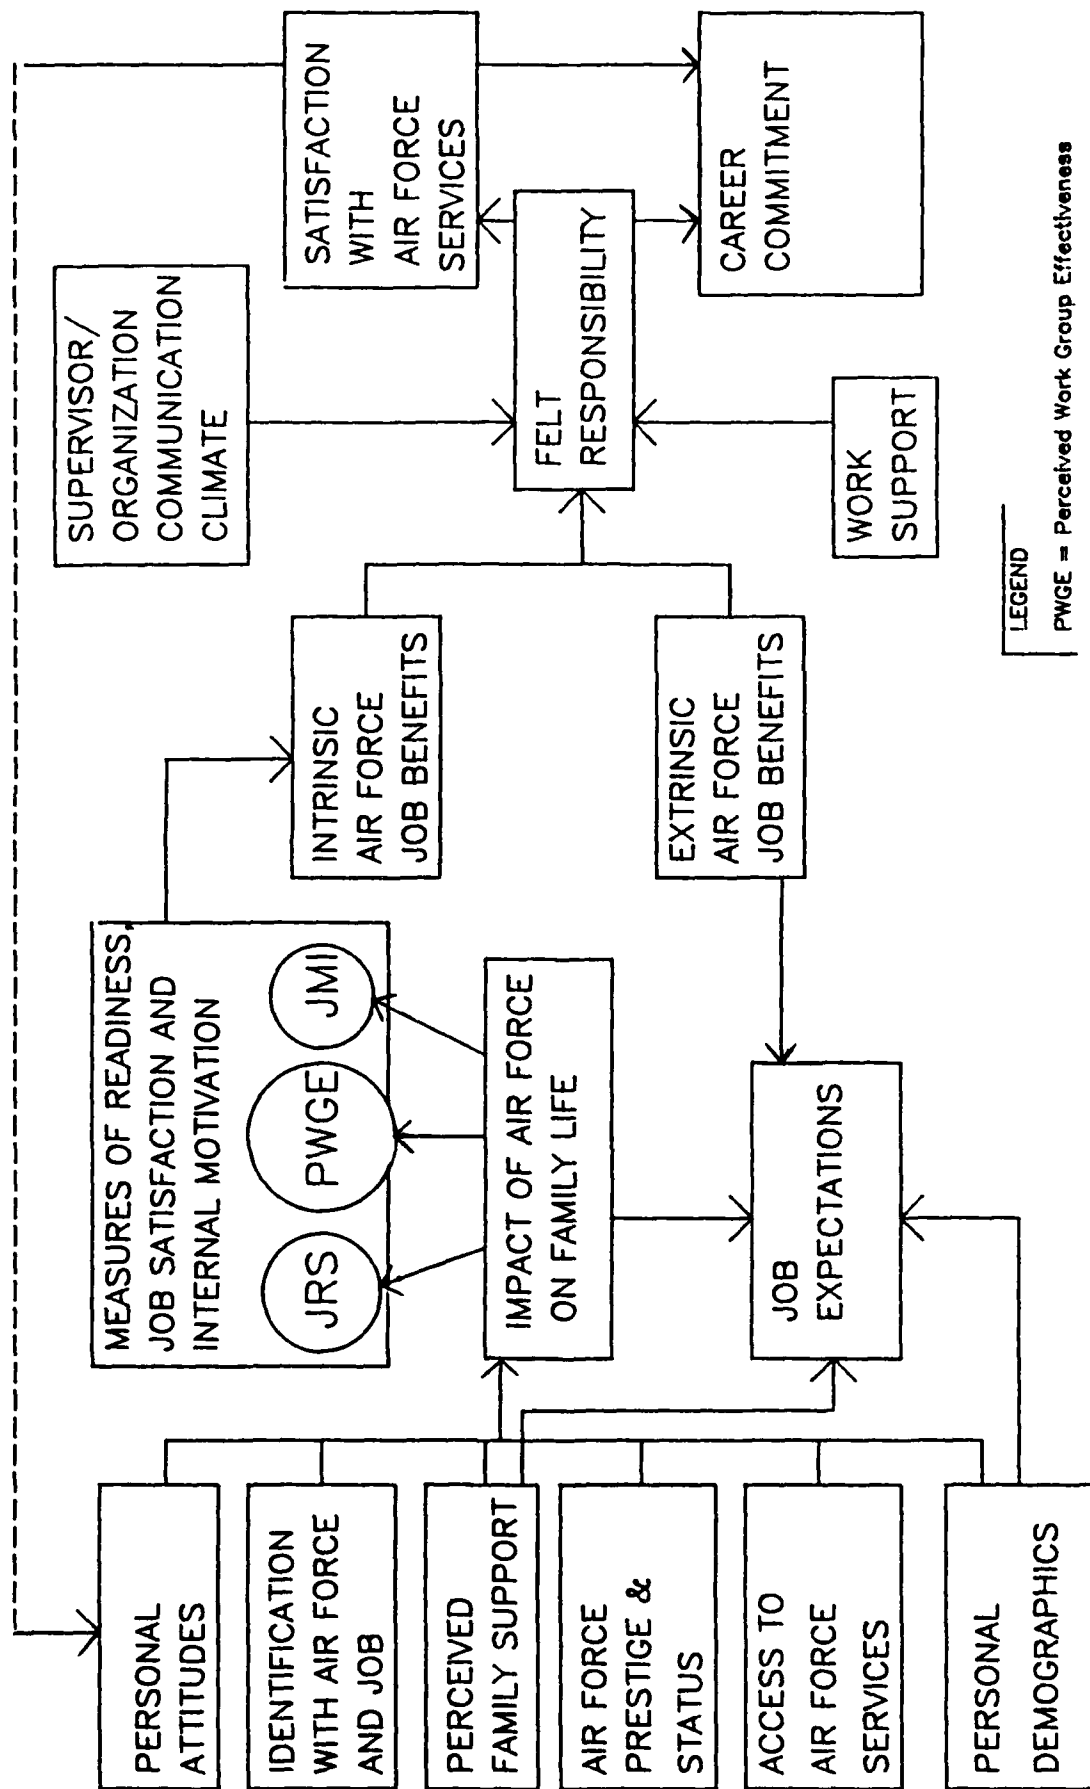 PERSONAL
ATTITUDES
IDENTIFICATION
WITH AIR FORCE
AND JOB
PERCEIVED
FAMILY SUPPORT
AIR FORCE
PRESTIGE &
STATUS
ACCESS TO
AIR FORCE
SERVICES
PERSONAL
DEMOGRAPHICS
MEASURES OF READINESS,
JOB SATISFACTION AND
INTERNAL MOTIVATION
JRS
PWGE
JMI
IMPACT OF AIR FORCE
ON FAMILY LIFE
JOB
EXPECTATIONS
INTRINSIC
AIR FORCE
JOB BENEFITS
EXTRINSIC
AIR FORCE
JOB BENEFITS
SUPERVISOR/
ORGANIZATION
COMMUNICATION
CLIMATE
FELT
RESPONSIBILITY
WORK
SUPPORT
SATISFACTION
WITH
AIR FORCE
SERVICES
CAREER
COMMITMENT
LEGEND
PWGE = Perceived Work Group Effectiveness